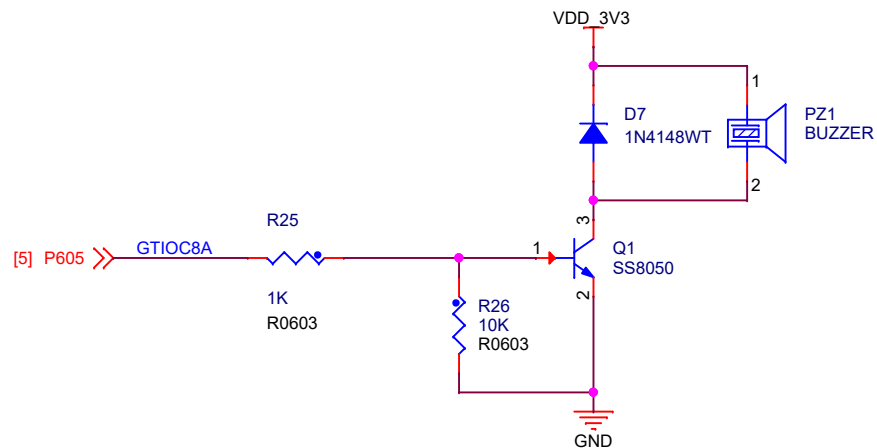 VDD_3V3
1
D7
1N4148WT
PZ1
BUZZER
2
R25
3
[5] P605
GTIOC8A
1
Q1
SS8050
1K
R0603
R26
10K
R0603
2
GND